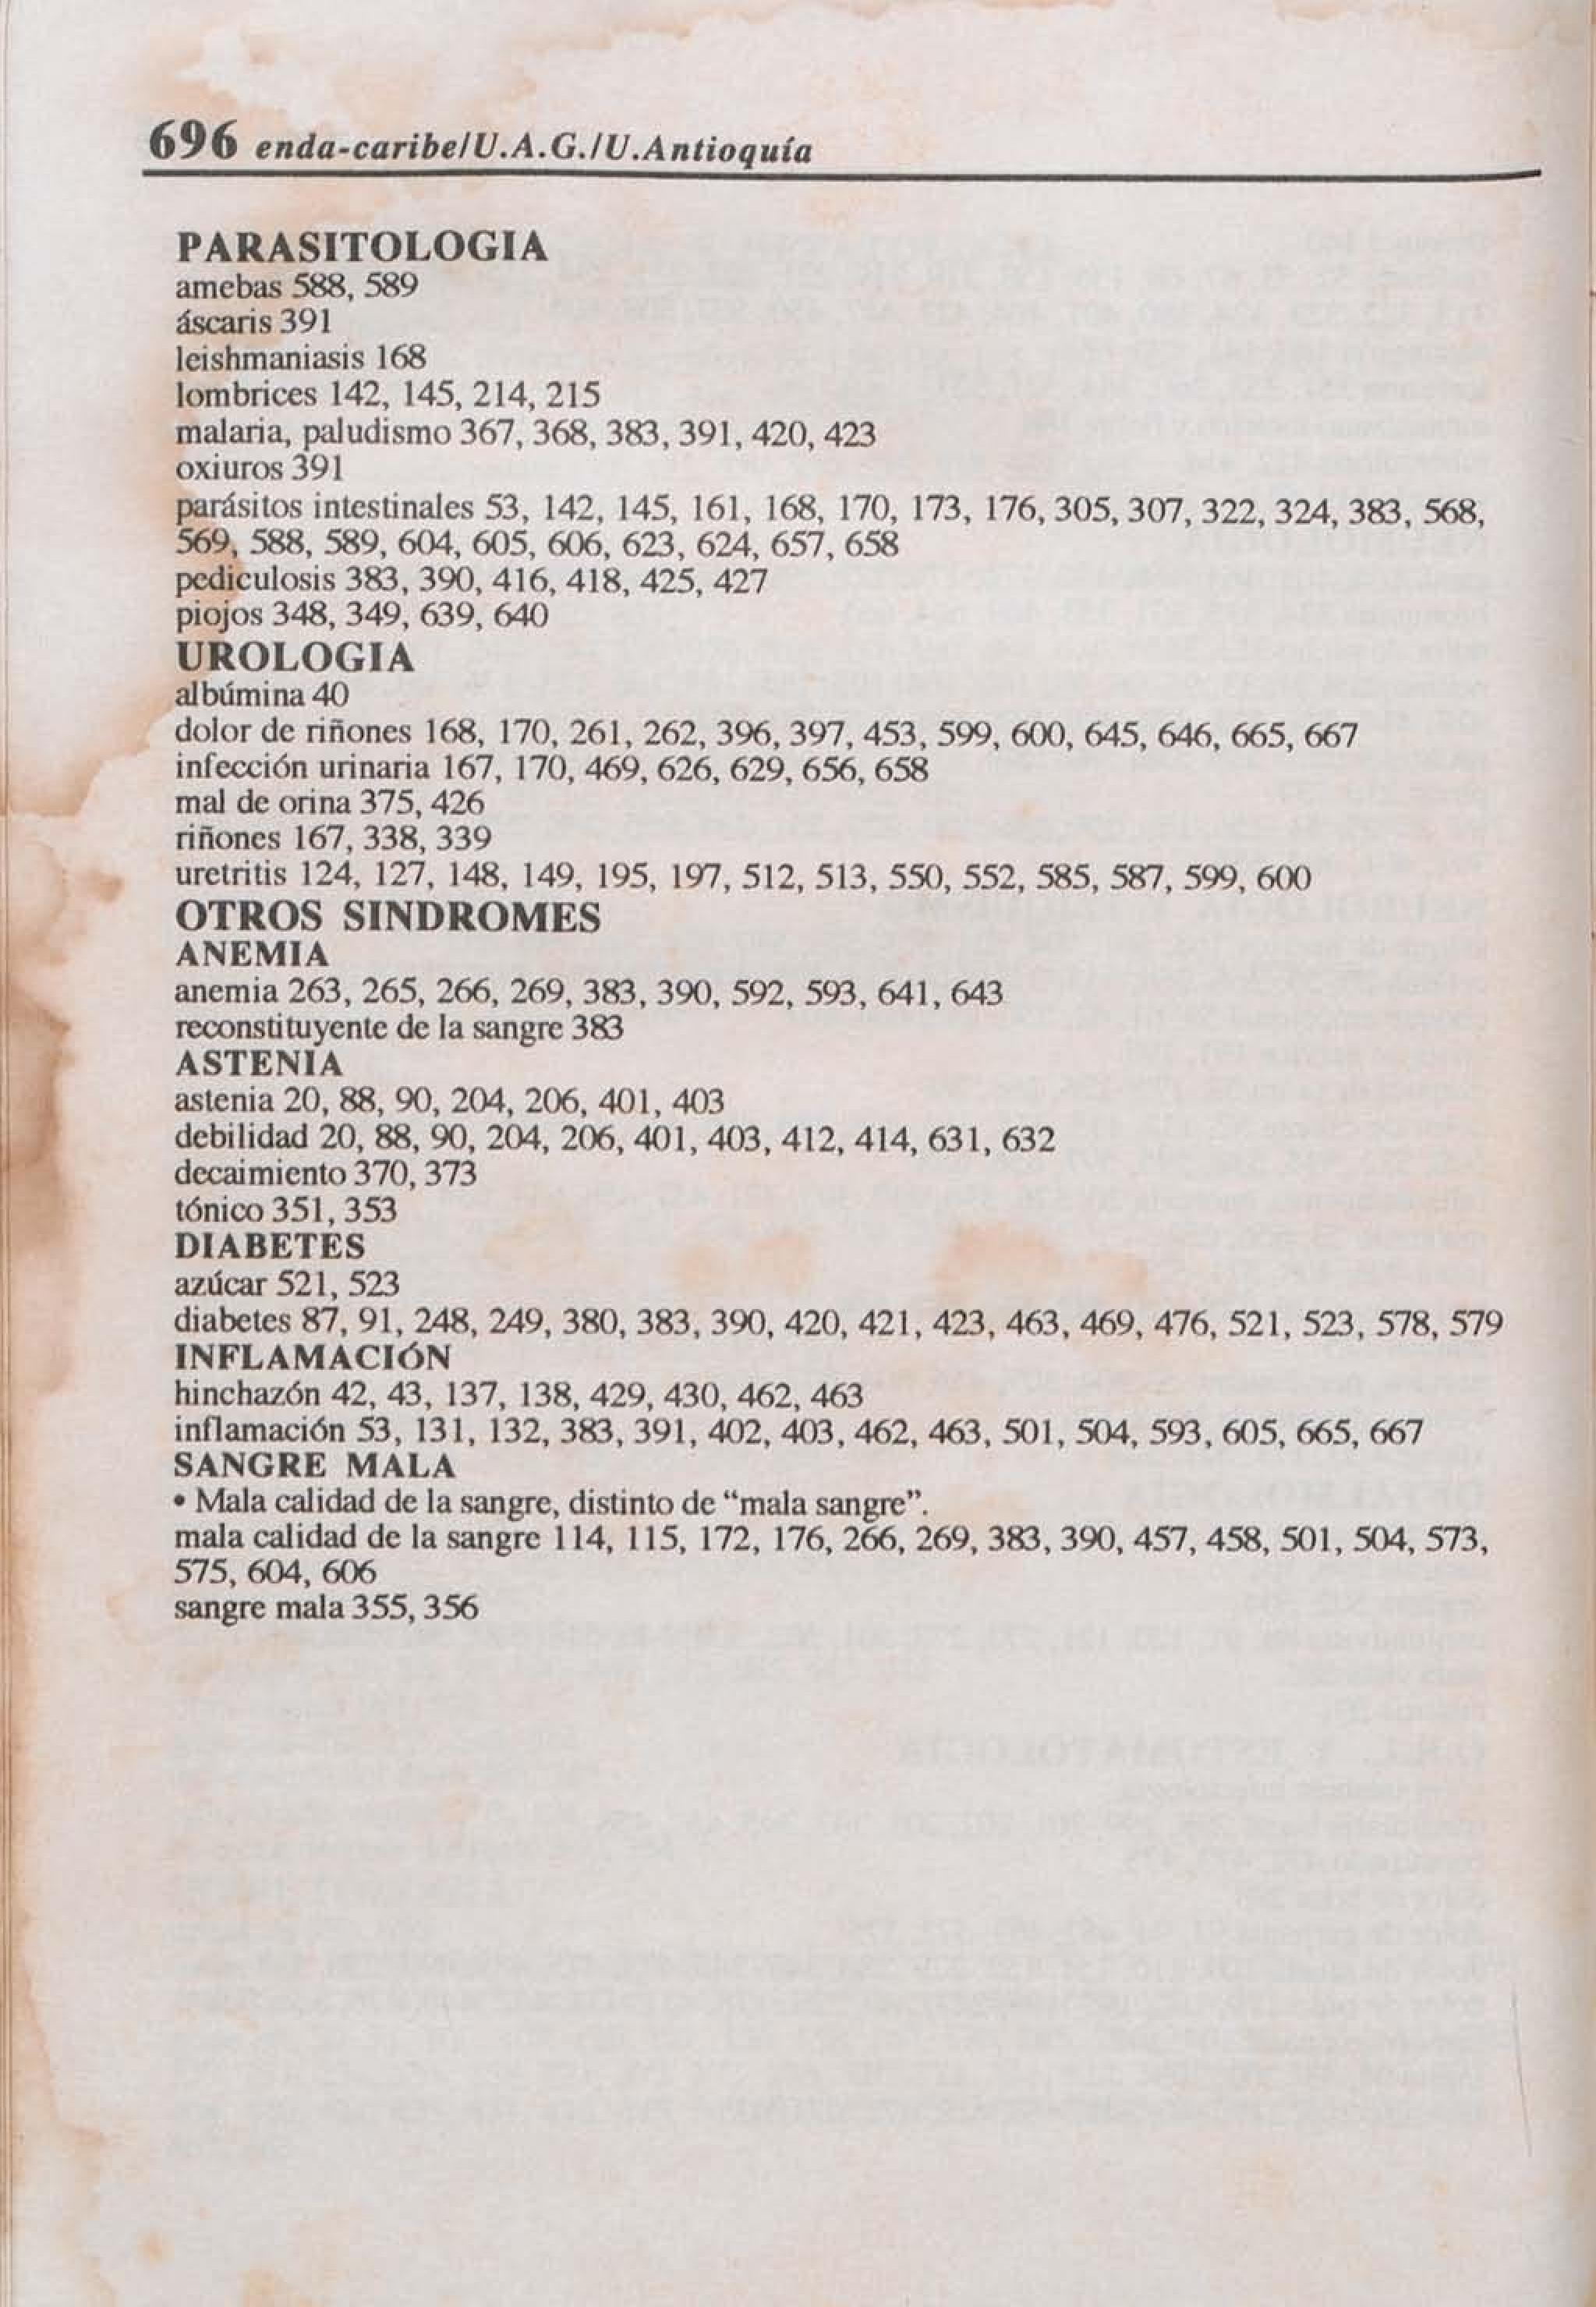 696 enda-caribe/U.A.G./U.Antioquía
PARASITOLOGIA
amebas 588, 589
áscaris 391
leishmaniasis 168
lombrices 142, 145, 214, 215
malaria, paludismo 367, 368, 383, 391, 420, 423
oxiuros 391
parásitos intestinales 53, 142, 145, 161, 168, 170, 173, 176, 305, 307, 322, 324, 383, 568,
569, 588, 589, 604, 605, 606, 623, 624, 657, 658
pediculosis 383, 390, 416, 418, 425, 427
piojos 348, 349, 639, 640
UROLOGIA
albúmina 40
dolor de riñones 168, 170, 261, 262, 396, 397, 453, 599, 600, 645, 646, 665, 667
infección urinaria 167, 170, 469, 626, 629, 656, 658
mal de orina 375, 426
riñones 167, 338, 339
uretritis 124, 127, 148, 149, 195, 197, 512, 513, 550, 552, 585, 587, 599, 600
OTROS SINDROMES
ANEMIA
anemia 263, 265, 266, 269, 383, 390, 592, 593, 641, 643
reconstituyente de la sangre 383
ASTENIA
astenia 20, 88, 90, 204, 206, 401, 403
debilidad 20, 88, 90, 204, 206, 401, 403, 412, 414, 631, 632
decaimiento 370, 373
tónico 351, 353
DIABETES
azúcar 521, 523
diabetes 87, 91, 248, 249, 380, 383, 390, 420, 421, 423, 463, 469, 476, 521, 523, 578, 579
INFLAMACIÓN
hinchazón 42, 43, 137, 138, 429, 430, 462, 463
inflamación 53, 131, 132, 383, 391, 402, 403, 462, 463, 501, 504, 593, 605, 665, 667
SANGRE MALA
• Mala calidad de la sangre, distinto de “mala sangre”.
mala calidad de la sangre 114, 115, 172, 176, 266, 269, 383, 390, 457, 458, 501, 504, 573,
575, 604, 606
sangre mala 355, 356